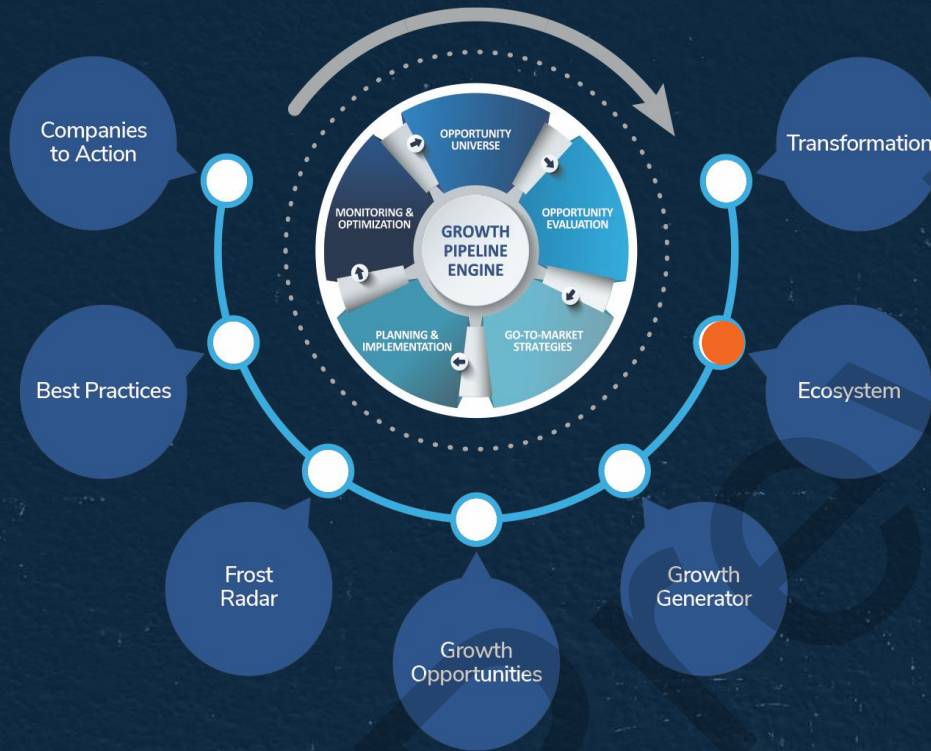 Companies
to Action
Transformation
OPPORTUNITY
UNIVERSE
MONITORING &
OPTIMIZATION
OPPORTUNITY
EVALUATION
GROWTH
PIPELINE
ENGINE
PLANNING &
IMPLEMENTATION
GO-TO-MARKET
STRATEGIES
Best Practices
Ecosystem
Frost
Radar
Growth
Generator
Growth
Opportunities